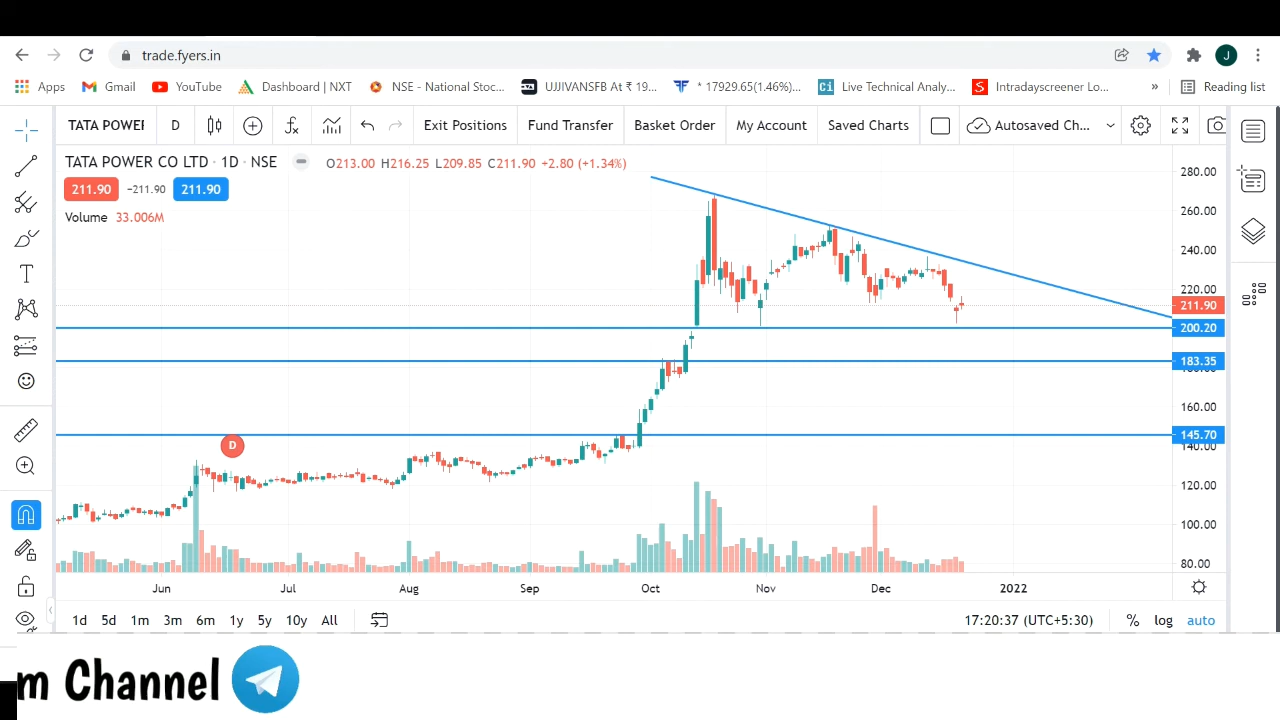 trade.fyers.in
J
Apps Gmail YouTube Dashboard | NXT NSE - National Stoc... UJJIVANSFB At ₹ 19... * 17929.65(1.46%)... Live Technical Analy... Intradayscreener Lo... » Reading list
TATA POWER D Exit Positions Fund Transfer Basket Order My Account Saved Charts Autosaved Ch...
TATA POWER CO LTD · 1D · NSE O213.00 H216.25 L209.85 C211.90 +2.80 (+1.34%)
211.90 −211.90 211.90
Volume 33.006M
280.00
260.00
240.00
220.00
211.90
200.20
183.35
180.00
160.00
145.70
140.00
120.00
100.00
80.00
D
Jun Jul Aug Sep Oct Nov Dec 2022
1d 5d 1m 3m 6m 1y 5y 10y All 17:20:37 (UTC+5:30) % log auto
m Channel